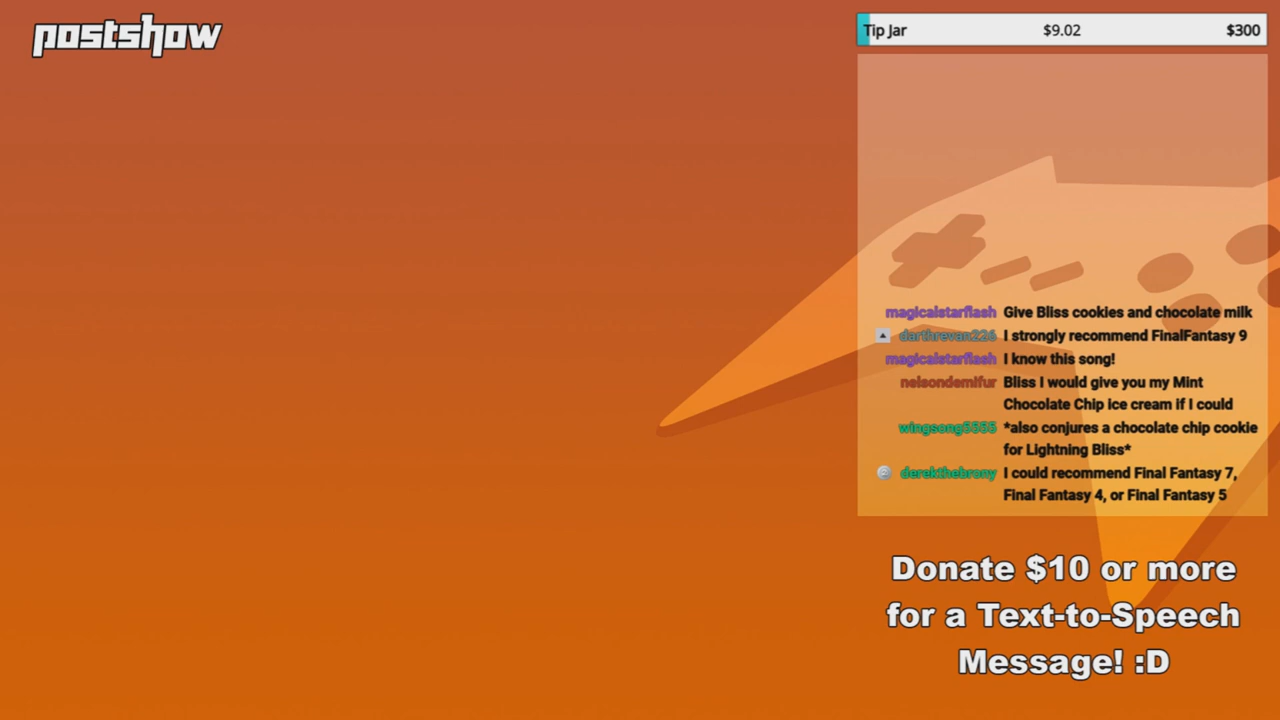 postshow
Tip Jar $9.02 $300
magicalstarflash Give Bliss cookies and chocolate milk
darthrevan226 I strongly recommend FinalFantasy 9
magicalstarflash I know this song!
nelsondemifur Bliss I would give you my Mint
Chocolate Chip ice cream if I could
wingsong5555 *also conjures a chocolate chip cookie
for Lightning Bliss*
derekthebrony I could recommend Final Fantasy 7,
Final Fantasy 4, or Final Fantasy 5
Donate $10 or more
for a Text-to-Speech
Message! :D